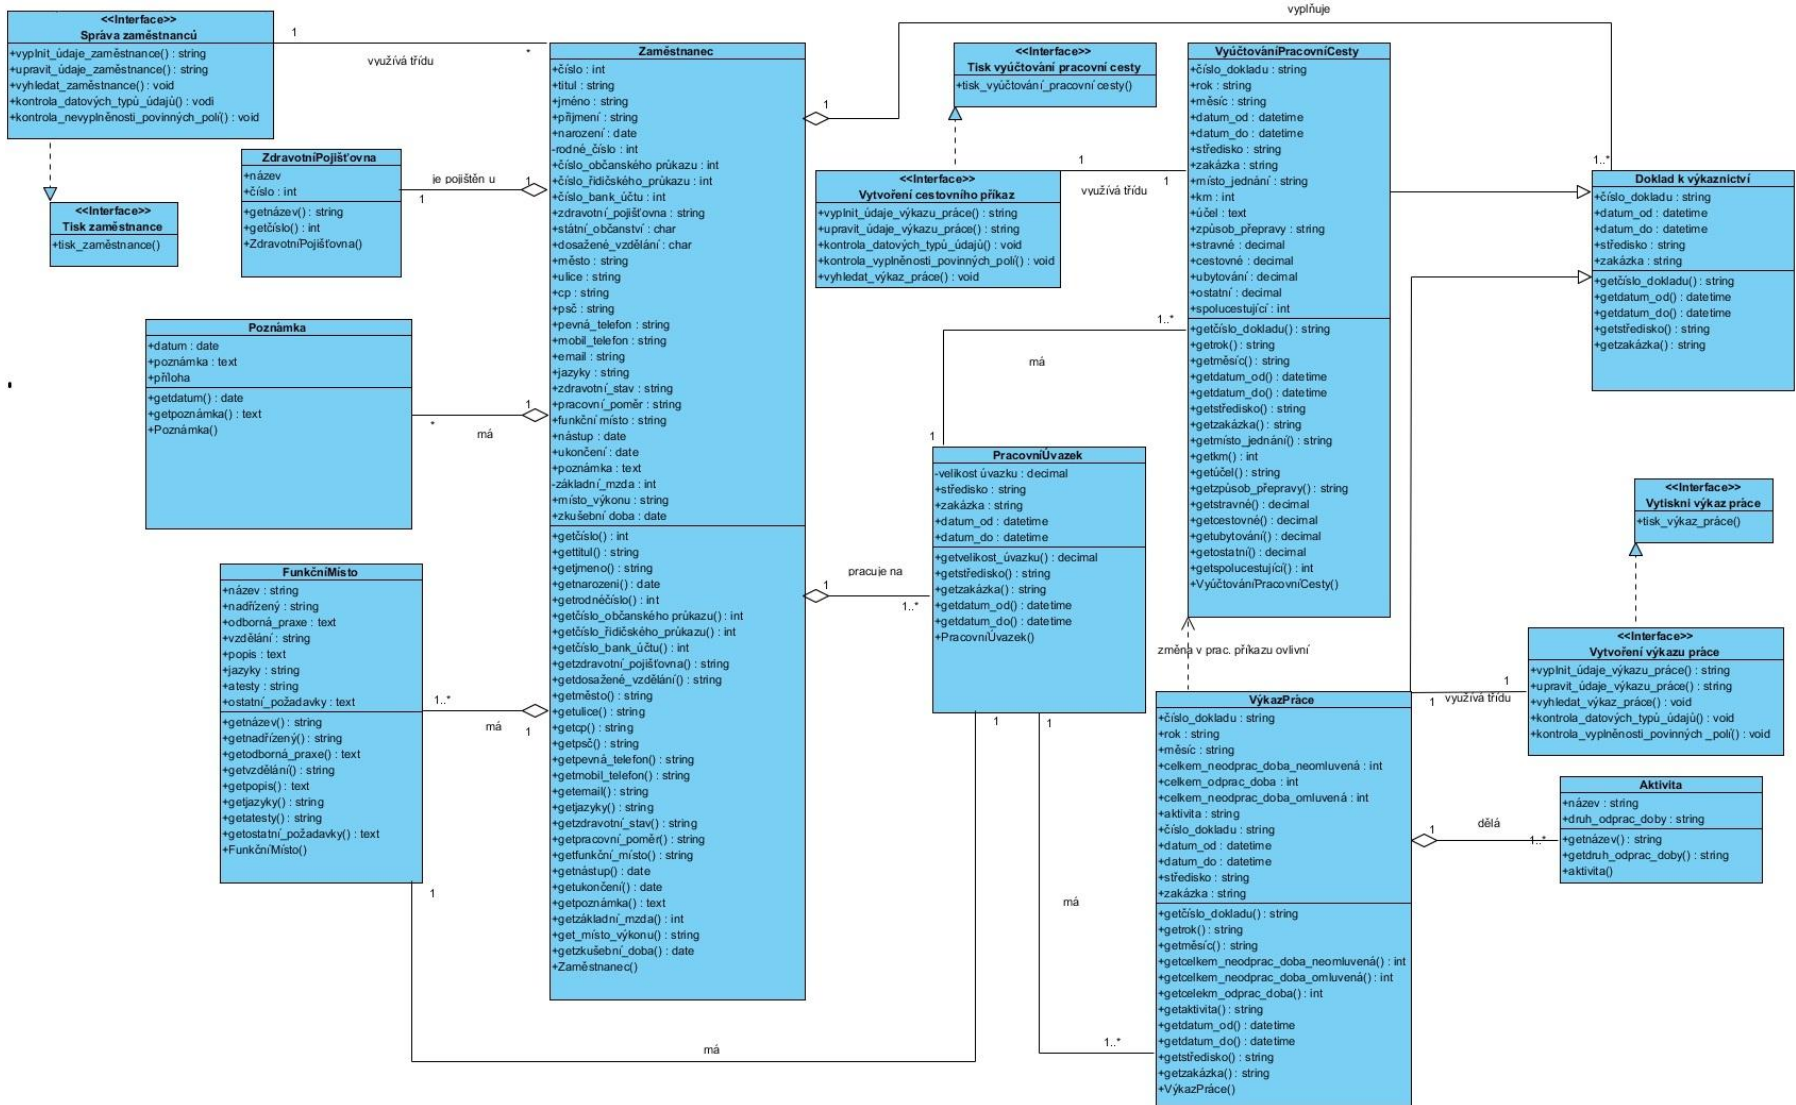 <<Interface>>
Správa zaměstnanců
+vyplnit_údaje_zaměstnance() : string
+upravit_údaje_zaměstnance() : string
+vyhledat_zaměstnance() : void
+kontrola_datových_typů_údajů() : vodi
+kontrola_nevyplněnosti_povinných_polí() : void
1
*
využívá třídu
<<Interface>>
Tisk zaměstnance
+tisk_zaměstnance()
ZdravotníPojišťovna
+název
+číslo : int
+getnázev() : string
+getčíslo() : int
+ZdravotníPojišťovna()
je pojištěn u
1
1
Poznámka
+datum : date
+poznámka : text
+příloha
+getdatum() : date
+getpoznámka() : text
+Poznámka()
1
*
má
FunkčníMísto
+název : string
+nadřízený : string
+odborná_praxe : text
+vzdělání : string
+popis : text
+jazyky : string
+atesty : string
+ostatní_požadavky : text
+getnázev() : string
+getnadřízený() : string
+getodborná_praxe() : text
+getvzdělání() : string
+getpopis() : text
+getjazyky() : string
+getatesty() : string
+getostatní_požadavky() : text
+FunkčníMísto()
1..*
má
1
1
má
Zaměstnanec
+číslo : int
+titul : string
+jméno : string
+příjmení : string
+narození : date
-rodné_číslo : int
+číslo_občanského průkazu : int
+číslo_řidičského_průkazu : int
+číslo_bank_účtu : int
+zdravotní_pojišťovna : string
+státní_občanství : char
+dosažené_vzdělání : char
+město : string
+ulice : string
+cp : string
+psč : string
+pevná_telefon : string
+mobil_telefon : string
+email : string
+jazyky : string
+zdravotní_stav : string
+pracovní_poměr : string
+funkční místo : string
+nástup : date
+ukončení : date
+poznámka : text
-základní_mzda : int
+místo_výkonu : string
+zkušební doba : date
+getčíslo() : int
+gettitul() : string
+getjmeno() : string
+getnarozeni() : date
+getrodnéčíslo() : int
+getčíslo_občanského průkazu() : int
+getčíslo_řidičského_průkazu() : int
+getčíslo_bank_účtu() : int
+getzdravotní_pojišťovna() : string
+getdosažené_vzdělání() : string
+getměsto() : string
+getulice() : string
+getcp() : string
+getpsč() : string
+getpevná_telefon() : string
+getmobil_telefon() : string
+getemail() : string
+getjazyky() : string
+getzdravotní_stav() : string
+getpracovní_poměr() : string
+getfunkční_místo() : string
+getnástup() : date
+getukončení() : date
+getpoznámka() : text
+getzákladní_mzda() : int
+get_místo_výkonu() : string
+getzkušební_doba() : date
+Zaměstnanec()
vyplňuje
1
1..*
<<Interface>>
Tisk vyúčtování pracovní cesty
+tisk_vyúčtování_pracovní cesty()
<<Interface>>
Vytvoření cestovního příkaz
+vyplnit_údaje_výkazu_práce() : string
+upravit_údaje_výkazu_práce() : string
+kontrola_datových_typů_údajů() : void
+kontrola_vyplněnosti_povinných_polí() : void
+vyhledat_výkaz_práce() : void
1
využívá třídu
1
VyúčtováníPracovníCesty
+číslo_dokladu : string
+rok : string
+měsíc : string
+datum_od : datetime
+datum_do : datetime
+středisko : string
+zakázka : string
+místo_jednání : string
+km : int
+účel : text
+způsob_přepravy : string
+stravné : decimal
+cestovné : decimal
+ubytování : decimal
+ostatní : decimal
+spolucestující : int
+getčíslo_dokladu() : string
+getrok() : string
+getměsíc() : string
+getdatum_od() : datetime
+getdatum_do() : datetime
+getstředisko() : string
+getzakázka() : string
+getmísto_jednání() : string
+getkm() : int
+getúčel() : string
+getzpůsob_přepravy() : string
+getstravné() : decimal
+getcestovné() : decimal
+getubytování() : decimal
+getostatní() : decimal
+getspolucestující() : int
+VyúčtováníPracovníCesty()
Doklad k výkaznictví
+číslo_dokladu : string
+datum_od : datetime
+datum_do : datetime
+středisko : string
+zakázka : string
+getčíslo_dokladu() : string
+getdatum_od() : datetime
+getdatum_do() : datetime
+getstředisko() : string
+getzakázka() : string
1..*
má
1
PracovníÚvazek
-velikost úvazku : decimal
+středisko : string
+zakázka : string
+datum_od : datetime
+datum_do : datetime
+getvelikost_úvazku() : decimal
+getstředisko() : string
+getzakázka() : string
+getdatum_od() : datetime
+getdatum_do() : datetime
+PracovníÚvazek()
pracuje na
1
1..*
1
1
má
1..*
změna v prac. příkazu ovlivní
<<Interface>>
Vytiskni výkaz práce
+tisk_výkaz_práce()
<<Interface>>
Vytvoření výkazu práce
+vyplnit_údaje_výkazu_práce() : string
+upravit_údaje_výkazu_práce() : string
+vyhledat_výkaz_práce() : void
+kontrola_datových_typů_údajů() : void
+kontrola_vyplněnosti_povinných _polí() : void
1
využívá třídu
1
VýkazPráce
+číslo_dokladu : string
+rok : string
+měsíc : string
+celkem_neodprac_doba_neomluvená : int
+celkem_odprac_doba : int
+celkem_neodprac_doba_omluvená : int
+aktivita : string
+číslo_dokladu : string
+datum_od : datetime
+datum_do : datetime
+středisko : string
+zakázka : string
+getčíslo_dokladu() : string
+getrok() : string
+getměsíc() : string
+getcelkem_neodprac_doba_neomluvená() : int
+getcelkem_neodprac_doba_omluvená() : int
+getcelekm_odprac_doba() : int
+getaktivita() : string
+getdatum_od() : datetime
+getdatum_do() : datetime
+getstředisko() : string
+getzakázka() : string
+VýkazPráce()
1
dělá
1..*
Aktivita
+název : string
+druh_odprac_doby : string
+getnázev() : string
+getdruh_odprac_doby() : string
+aktivita()